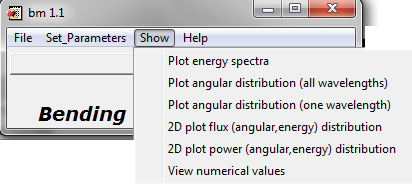 bm 1.1
File Set_Parameters Show Help
Plot energy spectra
Plot angular distribution (all wavelengths)
Plot angular distribution (one wavelength)
2D plot flux (angular,energy) distribution
2D plot power (angular,energy) distribution
View numerical values
Bending